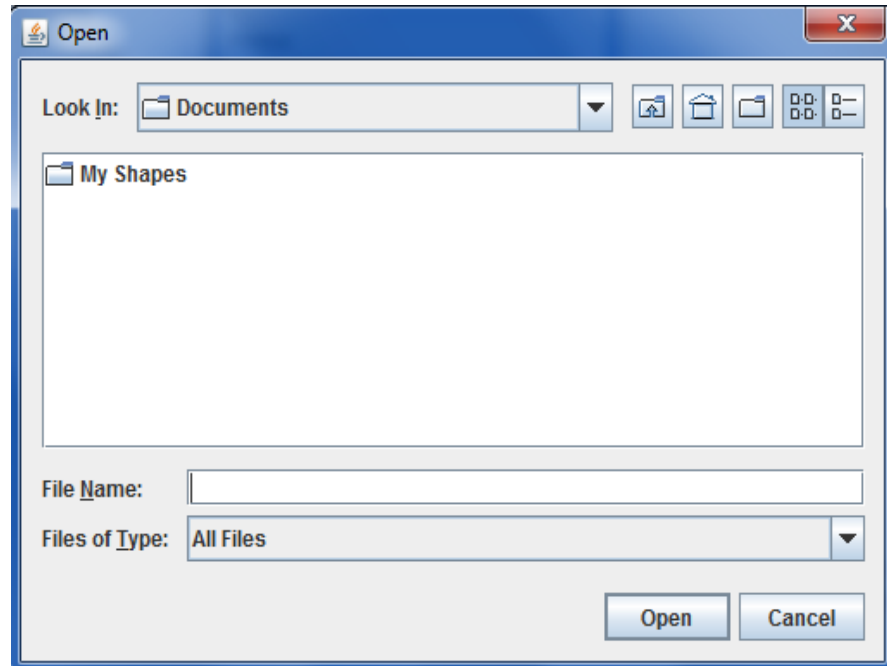 Open
Look In: Documents
My Shapes
File Name:
Files of Type: All Files
Open Cancel